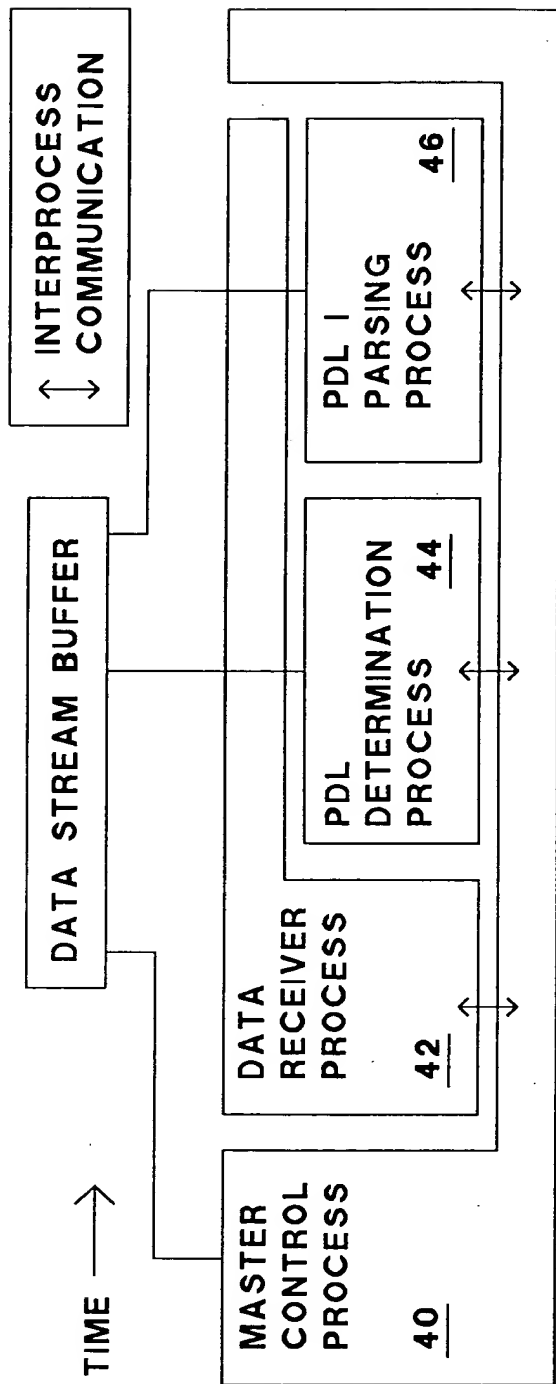 TIME
DATA STREAM BUFFER
INTERPROCESS
COMMUNICATION
MASTER
CONTROL
PROCESS
40
DATA
RECEIVER
PROCESS
42
PDL
DETERMINATION
PROCESS
44
PDL I
PARSING
PROCESS
46